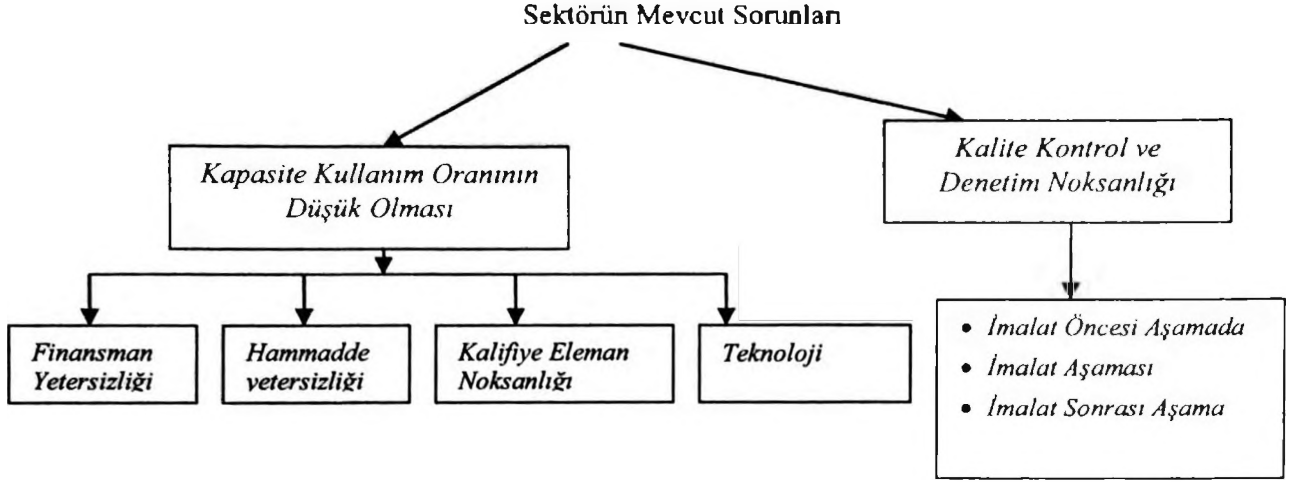 Sektörün Mevcut Sorunları
Kapasite Kullanım Oranının
Düşük Olması
Kalite Kontrol ve
Denetim Noksanlığı
Finansman
Yetersizliği
Hammadde
yetersizliği
Kalifiye Eleman
Noksanlığı
Teknoloji
• İmalat Öncesi Aşamada
• İmalat Aşaması
• İmalat Sonrası Aşama